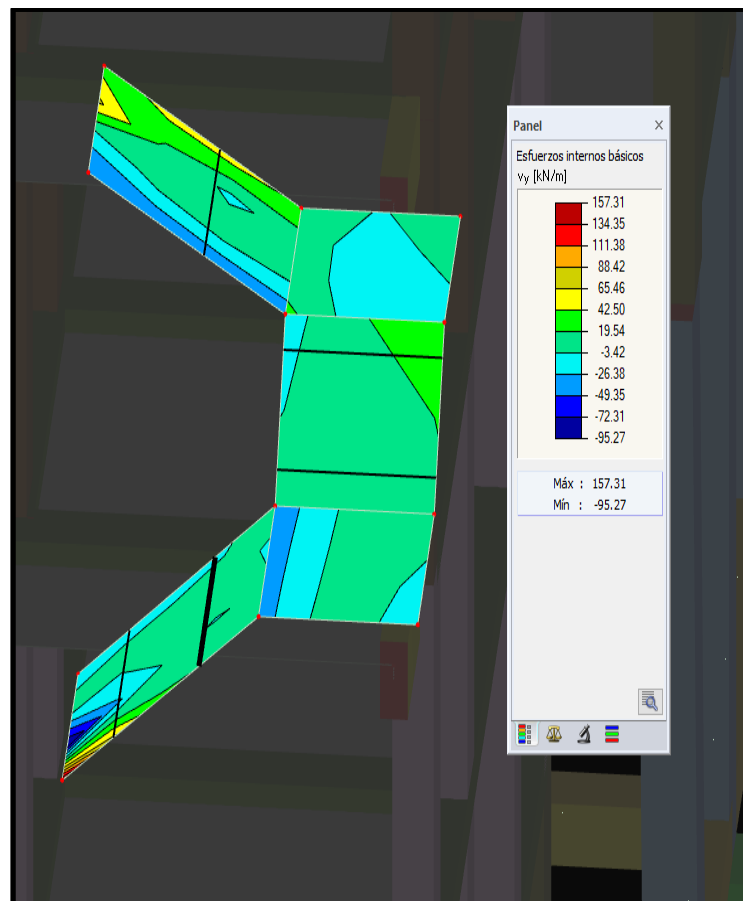 Panel
Esfuerzos internos básicos
vy [kN/m]
157.31
134.35
111.38
88.42
65.46
42.50
19.54
-3.42
-26.38
-49.35
-72.31
-95.27
Máx : 157.31
Mín : -95.27